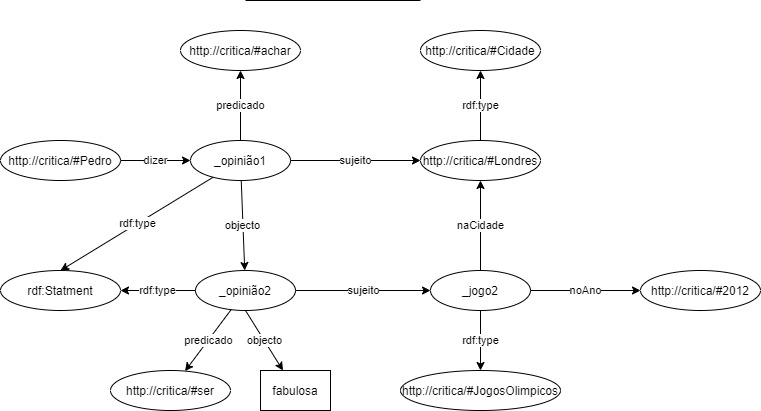 http://critica/#achar
http://critica/#Cidade
predicado
rdf:type
http://critica/#Pedro
dizer
_opinião1
sujeito
http://critica/#Londres
rdf:type
objecto
naCidade
rdf:Statment
rdf:type
_opinião2
sujeito
_jogo2
noAno
http://critica/#2012
predicado
objecto
rdf:type
http://critica/#ser
fabulosa
http://critica/#JogosOlimpicos